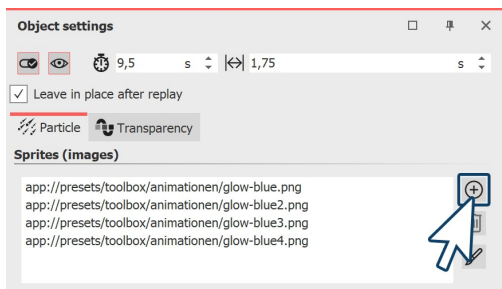 Object settings
9,5 s 1,75 s
Leave in place after replay
Particle Transparency
Sprites (images)
app://presets/toolbox/animationen/glow-blue.png
app://presets/toolbox/animationen/glow-blue2.png
app://presets/toolbox/animationen/glow-blue3.png
app://presets/toolbox/animationen/glow-blue4.png